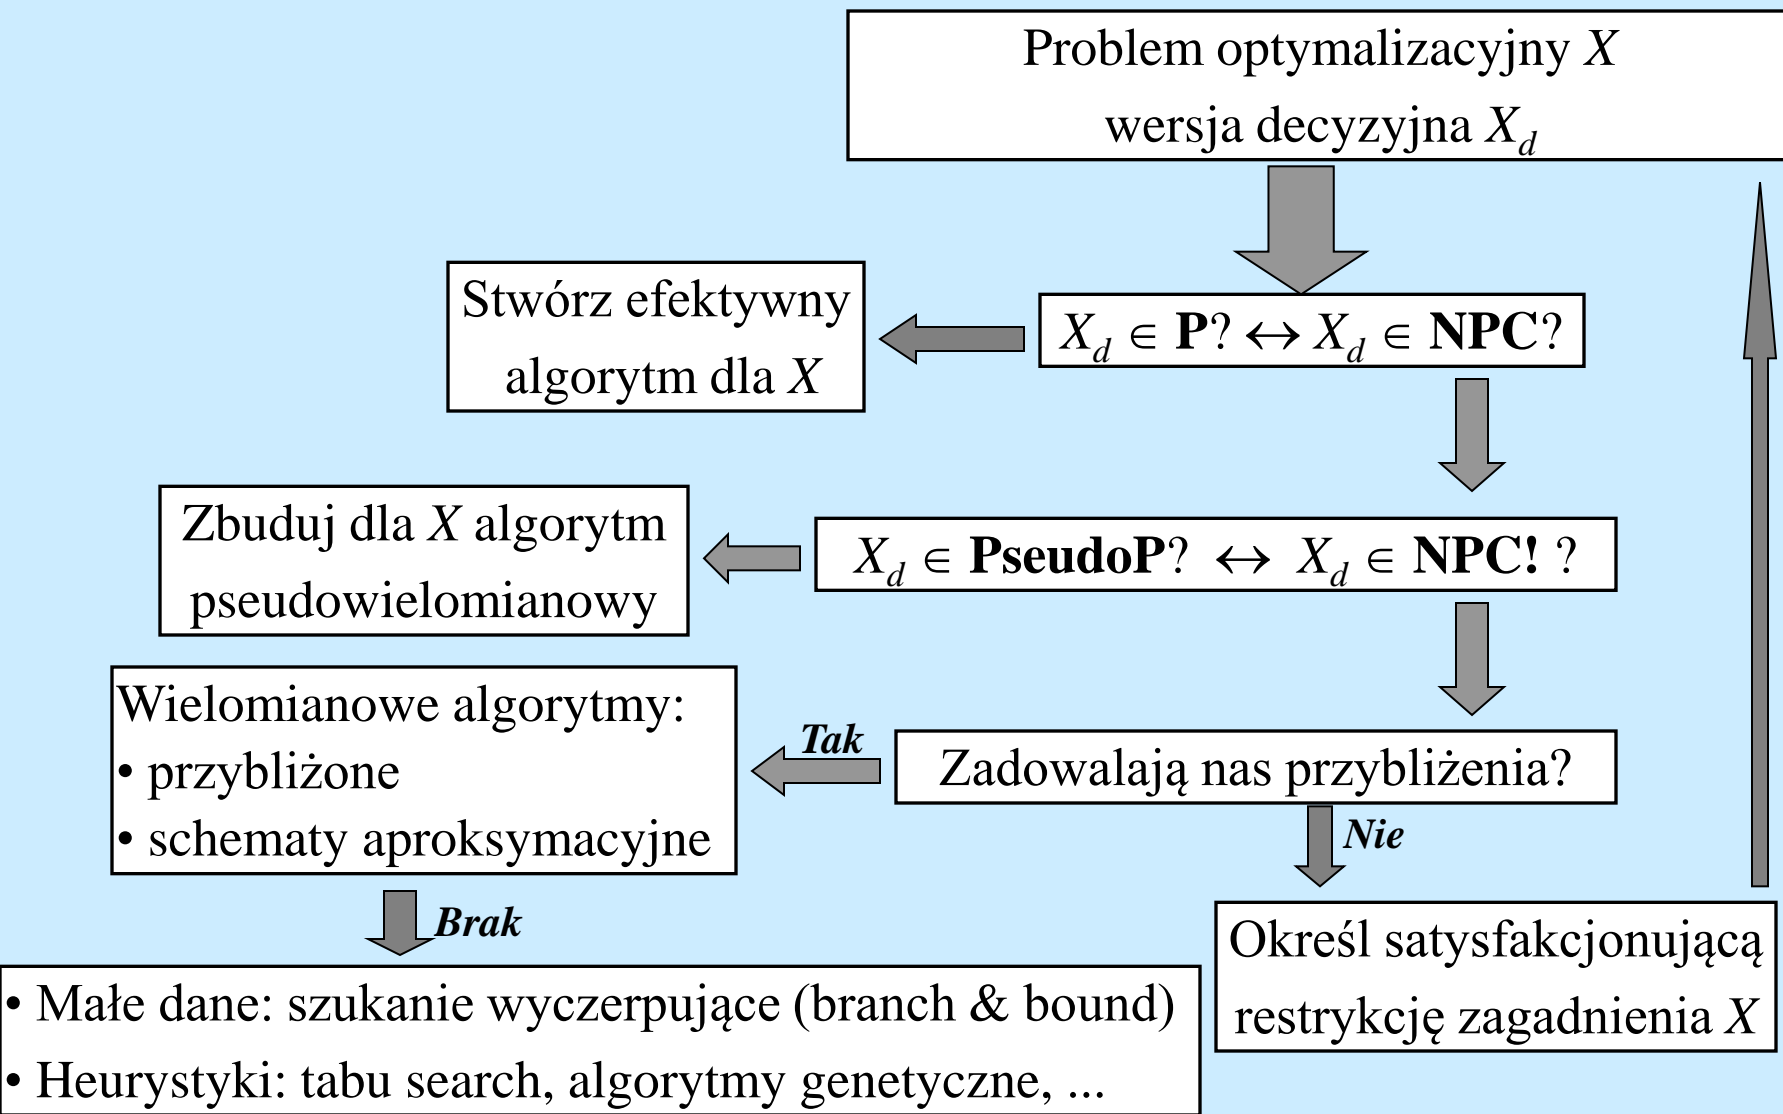 Problem optymalizacyjny X
wersja decyzyjna X_d
Stwórz efektywny
algorytm dla X
X_d ∈ P? ↔ X_d ∈ NPC?
Zbuduj dla X algorytm
pseudowielomianowy
X_d ∈ PseudoP? ↔ X_d ∈ NPC! ?
Wielomianowe algorytmy:
• przybliżone
• schematy aproksymacyjne
Tak
Zadowalają nas przybliżenia?
Nie
Brak
Określ satysfakcjonującą
restrykcję zagadnienia X
• Małe dane: szukanie wyczerpujące (branch & bound)
• Heurystyki: tabu search, algorytmy genetyczne, ...